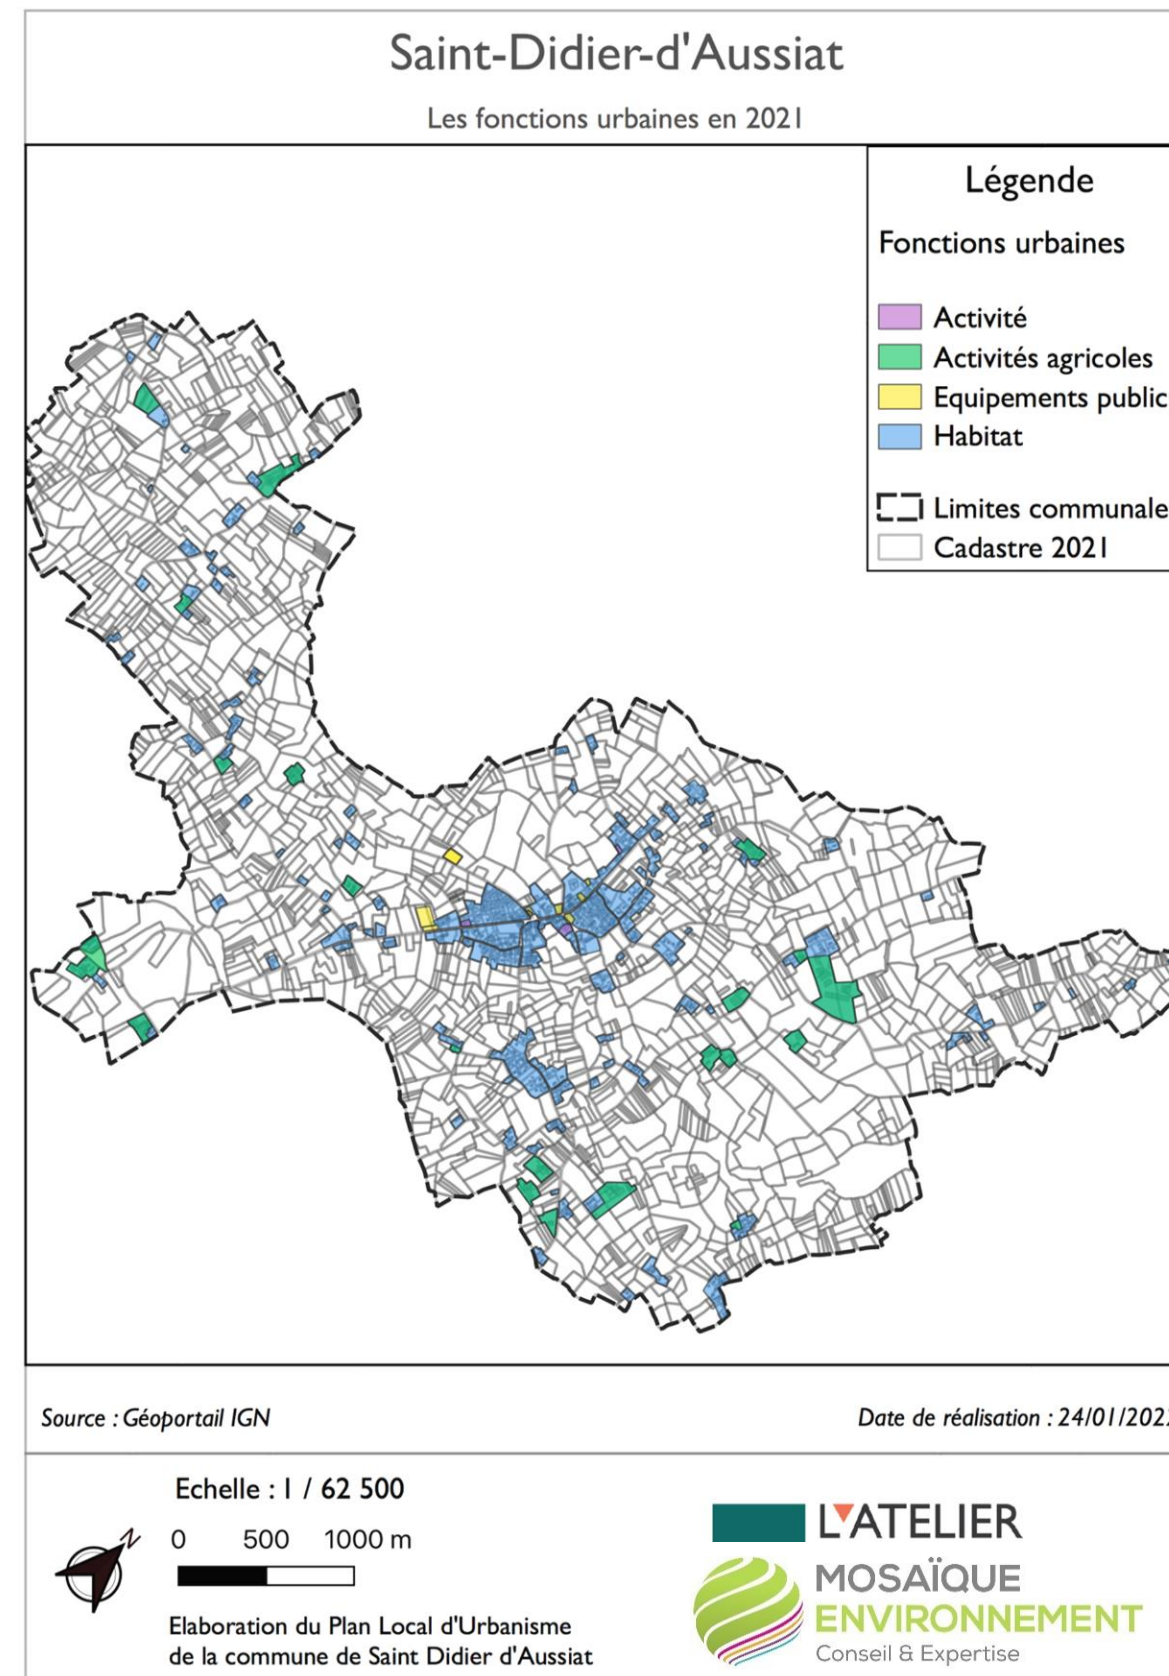 Saint-Didier-d'Aussiat
Les fonctions urbaines en 2021
Légende
Fonctions urbaines
Activité
Activités agricoles
Equipements public
Habitat
Limites communale
Cadastre 2021
Source : Géoportail IGN
Date de réalisation : 24/01/202
Echelle : 1 / 62 500
N
0 500 1000 m
Elaboration du Plan Local d'Urbanisme
de la commune de Saint Didier d'Aussiat
L'ATELIER
MOSAÏQUE
ENVIRONNEMENT
Conseil & Expertise